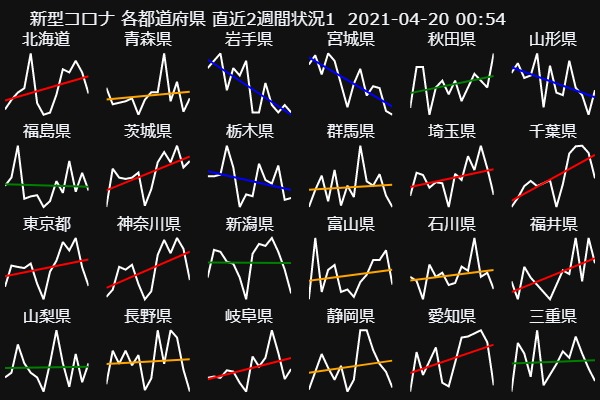 新型コロナ 各都道府県 直近2週間状況1 2021-04-20 00:54
北海道 青森県 岩手県 宮城県 秋田県 山形県
福島県 茨城県 栃木県 群馬県 埼玉県 千葉県
東京都 神奈川県 新潟県 富山県 石川県 福井県
山梨県 長野県 岐阜県 静岡県 愛知県 三重県